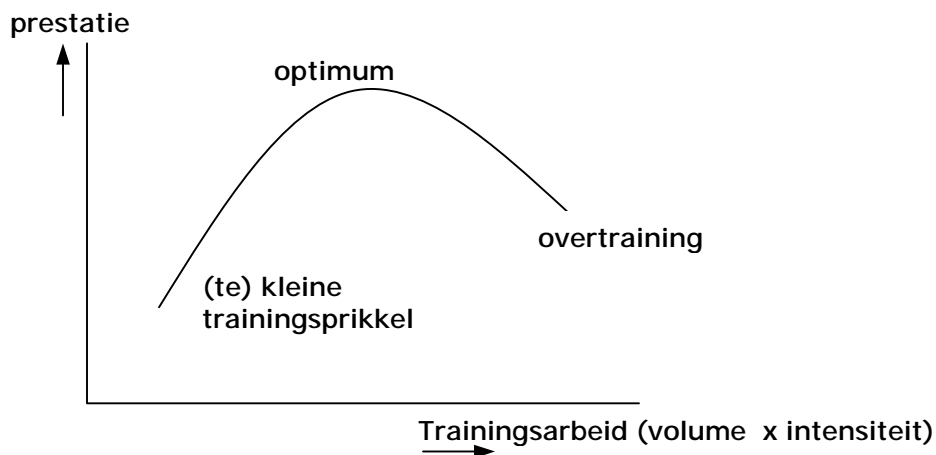 prestatie
optimum
overtraining
(te) kleine
trainingsprikkel
Trainingsarbeid (volume x intensiteit)